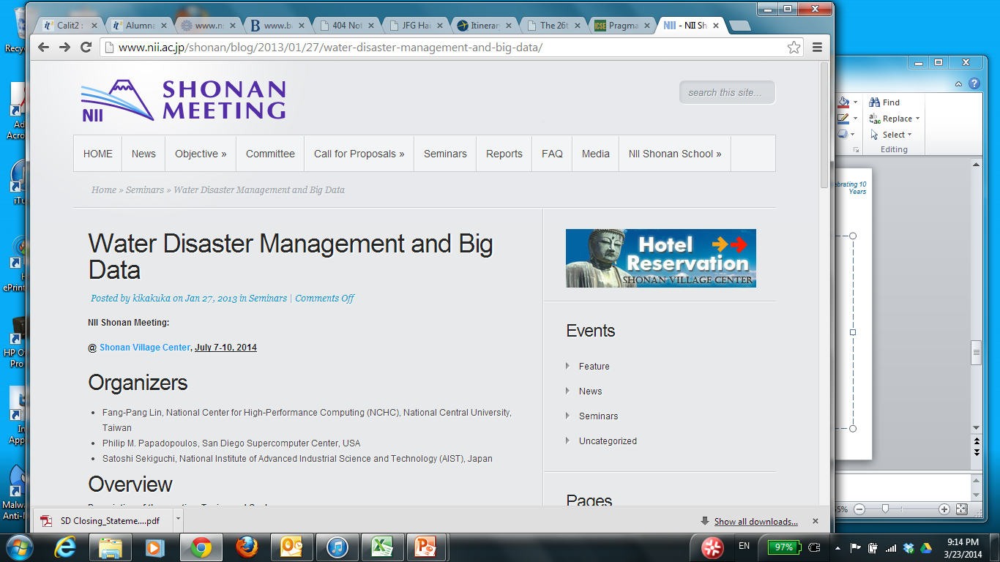 Calit2 :
Alumna
www.ns
www.ba
404 Not
JFG Hai
Itinerary
The 26t
Pragma
NII - NII Sh
www.nii.ac.jp/shonan/blog/2013/01/27/water-disaster-management-and-big-data/
NII
SHONAN
MEETING
search this site...
HOME News Objective » Committee Call for Proposals » Seminars Reports FAQ Media NII Shonan School »
Home » Seminars » Water Disaster Management and Big Data
Water Disaster Management and Big
Data
Posted by kikakuka on Jan 27, 2013 in Seminars | Comments Off
NII Shonan Meeting:
@ Shonan Village Center, July 7-10, 2014
Organizers
• Fang-Pang Lin, National Center for High-Performance Computing (NCHC), National Central University,
Taiwan
• Philip M. Papadopoulos, San Diego Supercomputer Center, USA
• Satoshi Sekiguchi, National Institute of Advanced Industrial Science and Technology (AIST), Japan
Overview
Hotel
Reservation
SHONAN VILLAGE CENTER
Events
Feature
News
Seminars
Uncategorized
Pages
Find
Replace
Select
Editing
ebrating 10
Years
5%
Recyc
Ad
Acro
iTu
H
ePrint
HP O
Pro
In
App
Malwa
Anti-
SD Closing_Stateme....pdf
Show all downloads...
EN
97%
9:14 PM
3/23/2014